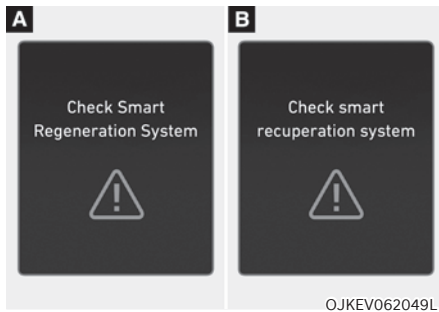 A
Check Smart
Regeneration System
B
Check smart
recuperation system
OJKEV062049L